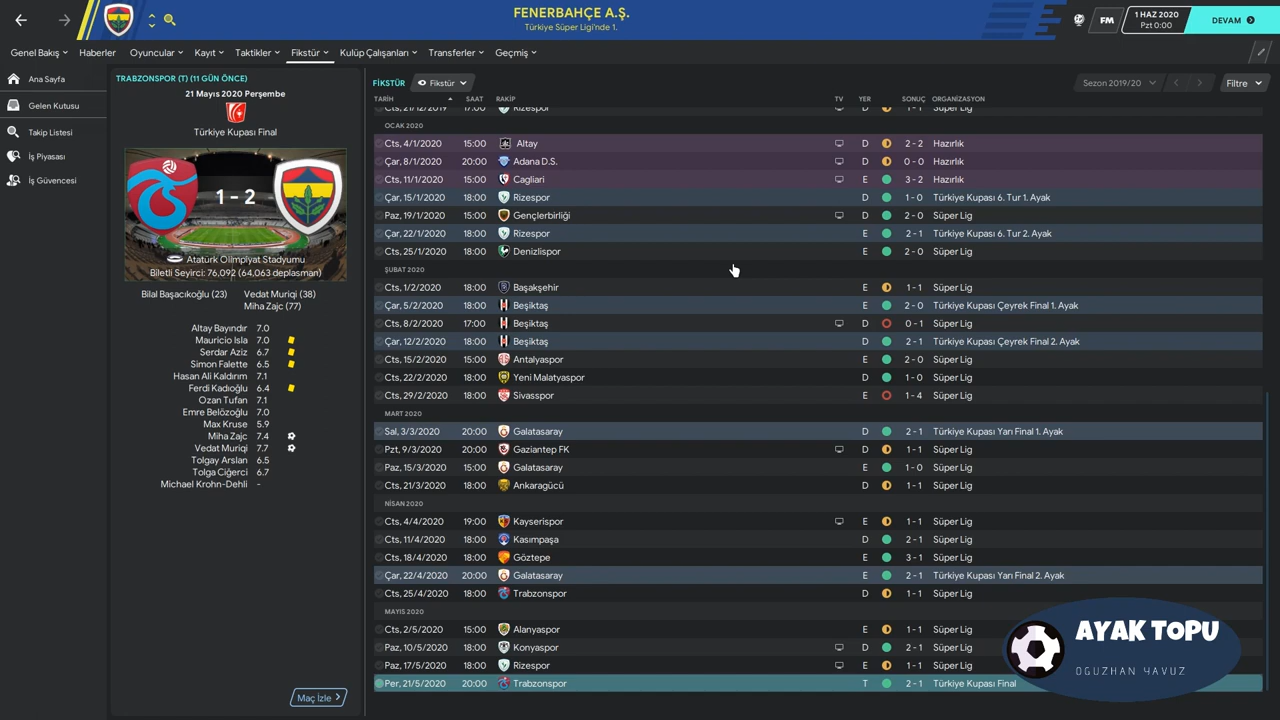 FENERBAHÇE A.Ş.
Türkiye Süper Ligi'nde 1.
FM
1 HAZ 2020
Pzt 0:00
DEVAM
Genel Bakış
Haberler
Oyuncular
Kayıt
Taktikler
Fikstür
Kulüp Çalışanları
Transferler
Geçmiş
Ana Sayfa
Gelen Kutusu
Takip Listesi
İş Piyasası
İş Güvencesi
TRABZONSPOR (T) (11 GÜN ÖNCE)
21 Mayıs 2020 Perşembe
Türkiye Kupası Final
1 - 2
Atatürk Olimpiyat Stadyumu
Biletli Seyirci: 76,092 (64,063 deplasman)
Bilal Başacıkoğlu (23) Vedat Muriqi (38)
Miha Zajc (77)
Altay Bayındır 7.0
Mauricio Isla 7.0
Serdar Aziz 6.7
Simon Falette 6.5
Hasan Ali Kaldırım 7.1
Ferdi Kadıoğlu 6.4
Ozan Tufan 7.1
Emre Belözoğlu 7.0
Max Kruse 5.9
Miha Zajc 7.4
Vedat Muriqi 7.7
Tolgay Arslan 6.5
Tolga Ciğerci 6.7
Michael Krohn-Dehli -
Maç İzle
FİKSTÜR Fikstür Sezon 2019/20 Filtre
TARİH SAAT RAKİP TV YER SONUÇ ORGANİZASYON
Cts, 21/12/2019 17:00 Rizespor D 1 - 1 Süper Lig
OCAK 2020
Cts, 4/1/2020 15:00 Altay D 2 - 2 Hazırlık
Çar, 8/1/2020 20:00 Adana D.S. D 0 - 0 Hazırlık
Cts, 11/1/2020 15:00 Cagliari E 3 - 2 Hazırlık
Çar, 15/1/2020 18:00 Rizespor D 1 - 0 Türkiye Kupası 6. Tur 1. Ayak
Paz, 19/1/2020 15:00 Gençlerbirliği D 2 - 0 Süper Lig
Çar, 22/1/2020 18:00 Rizespor E 2 - 1 Türkiye Kupası 6. Tur 2. Ayak
Cts, 25/1/2020 18:00 Denizlispor E 2 - 0 Süper Lig
ŞUBAT 2020
Cts, 1/2/2020 18:00 Başakşehir E 1 - 1 Süper Lig
Çar, 5/2/2020 18:00 Beşiktaş E 2 - 0 Türkiye Kupası Çeyrek Final 1. Ayak
Cts, 8/2/2020 17:00 Beşiktaş D 0 - 1 Süper Lig
Çar, 12/2/2020 18:00 Beşiktaş D 2 - 1 Türkiye Kupası Çeyrek Final 2. Ayak
Cts, 15/2/2020 15:00 Antalyaspor E 2 - 0 Süper Lig
Cts, 22/2/2020 18:00 Yeni Malatyaspor D 1 - 0 Süper Lig
Cts, 29/2/2020 18:00 Sivasspor E 1 - 4 Süper Lig
MART 2020
Sal, 3/3/2020 20:00 Galatasaray D 2 - 1 Türkiye Kupası Yarı Final 1. Ayak
Pzt, 9/3/2020 20:00 Gaziantep FK D 1 - 1 Süper Lig
Paz, 15/3/2020 15:00 Galatasaray E 1 - 0 Süper Lig
Cts, 21/3/2020 18:00 Ankaragücü D 1 - 1 Süper Lig
NİSAN 2020
Cts, 4/4/2020 19:00 Kayserispor E 1 - 1 Süper Lig
Cts, 11/4/2020 18:00 Kasımpaşa D 2 - 1 Süper Lig
Cts, 18/4/2020 18:00 Göztepe E 3 - 1 Süper Lig
Çar, 22/4/2020 20:00 Galatasaray E 2 - 1 Türkiye Kupası Yarı Final 2. Ayak
Cts, 25/4/2020 18:00 Trabzonspor D 1 - 1 Süper Lig
MAYIS 2020
Cts, 2/5/2020 15:00 Alanyaspor E 1 - 1 Süper Lig
Paz, 10/5/2020 18:00 Konyaspor D 2 - 1 Süper Lig
Paz, 17/5/2020 18:00 Rizespor E 1 - 1 Süper Lig
Per, 21/5/2020 20:00 Trabzonspor T 2 - 1 Türkiye Kupası Final
AYAK TOPU
OGUZHAN YAVUZ